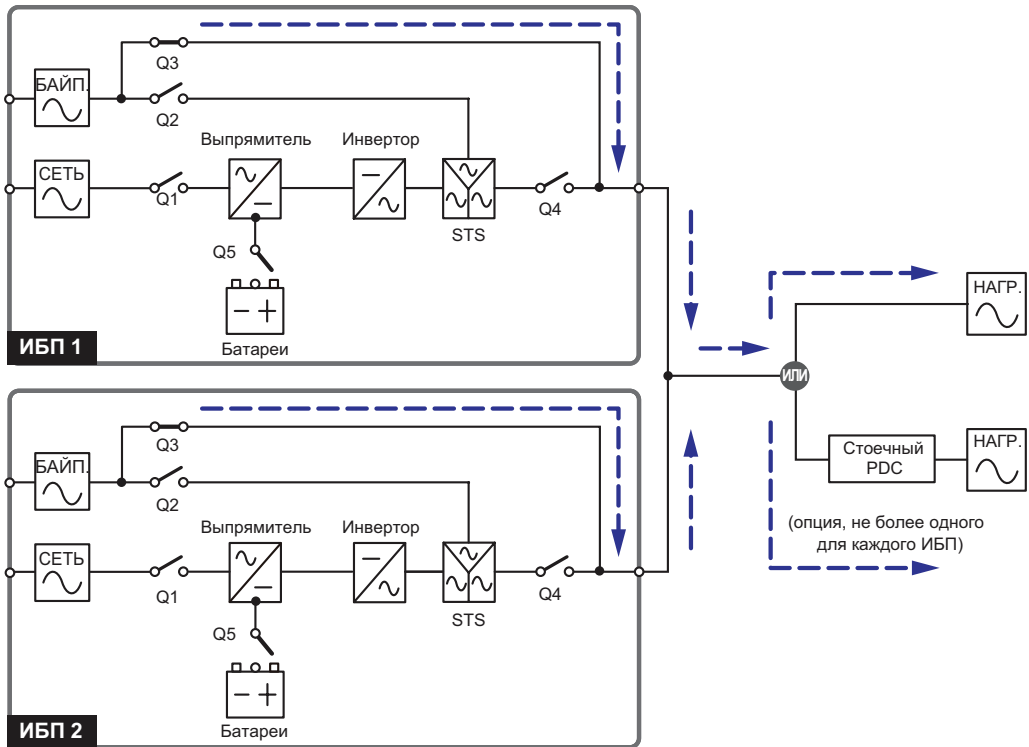 Q3
БАЙП.
Q2
Выпрямитель Инвертор
СЕТЬ
Q1
Q4
STS
Q5
− +
Батареи
ИБП 1
НАГР.
ИЛИ
Q3
БАЙП.
Q2
Выпрямитель Инвертор
СЕТЬ
Q1
Q4
STS
Q5
− +
Батареи
ИБП 2
Стоечный
PDC
НАГР.
(опция, не более одного
для каждого ИБП)